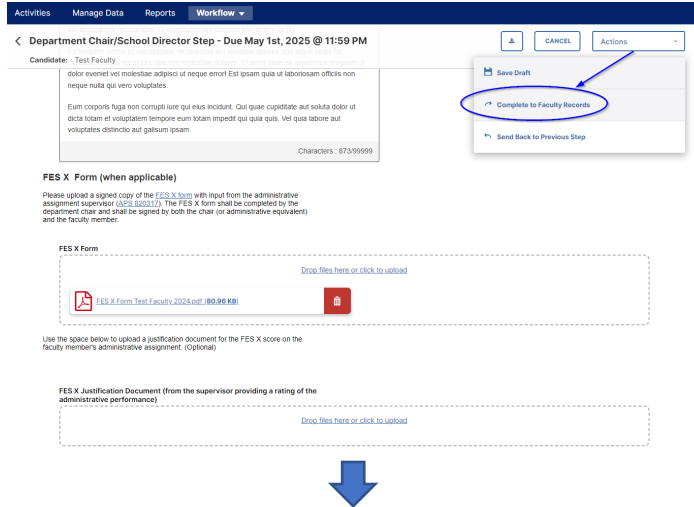 Activities Manage Data Reports Workflow
Department Chair/School Director Step - Due May 1st, 2025 @ 11:59 PM
CANCEL Actions
Candidate: Test Faculty
dolor eveniet vel molestiae adipisci ut neque error! Est ipsam quia ut laboriosam officiis non
neque nulla qui vero voluptates.
Save Draft
Complete to Faculty Records
Send Back to Previous Step
Eum corporis fuga non corrupti iure qui eius incidunt. Qui quae cupiditate aut soluta dolor ut
dicta totam et voluptatem tempore eum totam impedit qui quia quis. Vel quia labore aut
voluptates distinctio aut galisum ipsam.
Characters : 873/99999
FES X Form (when applicable)
Please upload a signed copy of the FES X form with input from the administrative
assignment supervisor (APS 820317). The FES X form shall be completed by the
department chair and shall be signed by both the chair (or administrative equivalent)
and the faculty member.
FES X Form
Drop files here or click to upload
FES X Form Test Faculty 2024.pdf (80.96 KB)
Use the space below to upload a justification document for the FES X score on the
faculty member's administrative assignment. (Optional)
FES X Justification Document (from the supervisor providing a rating of the
administrative performance)
Drop files here or click to upload